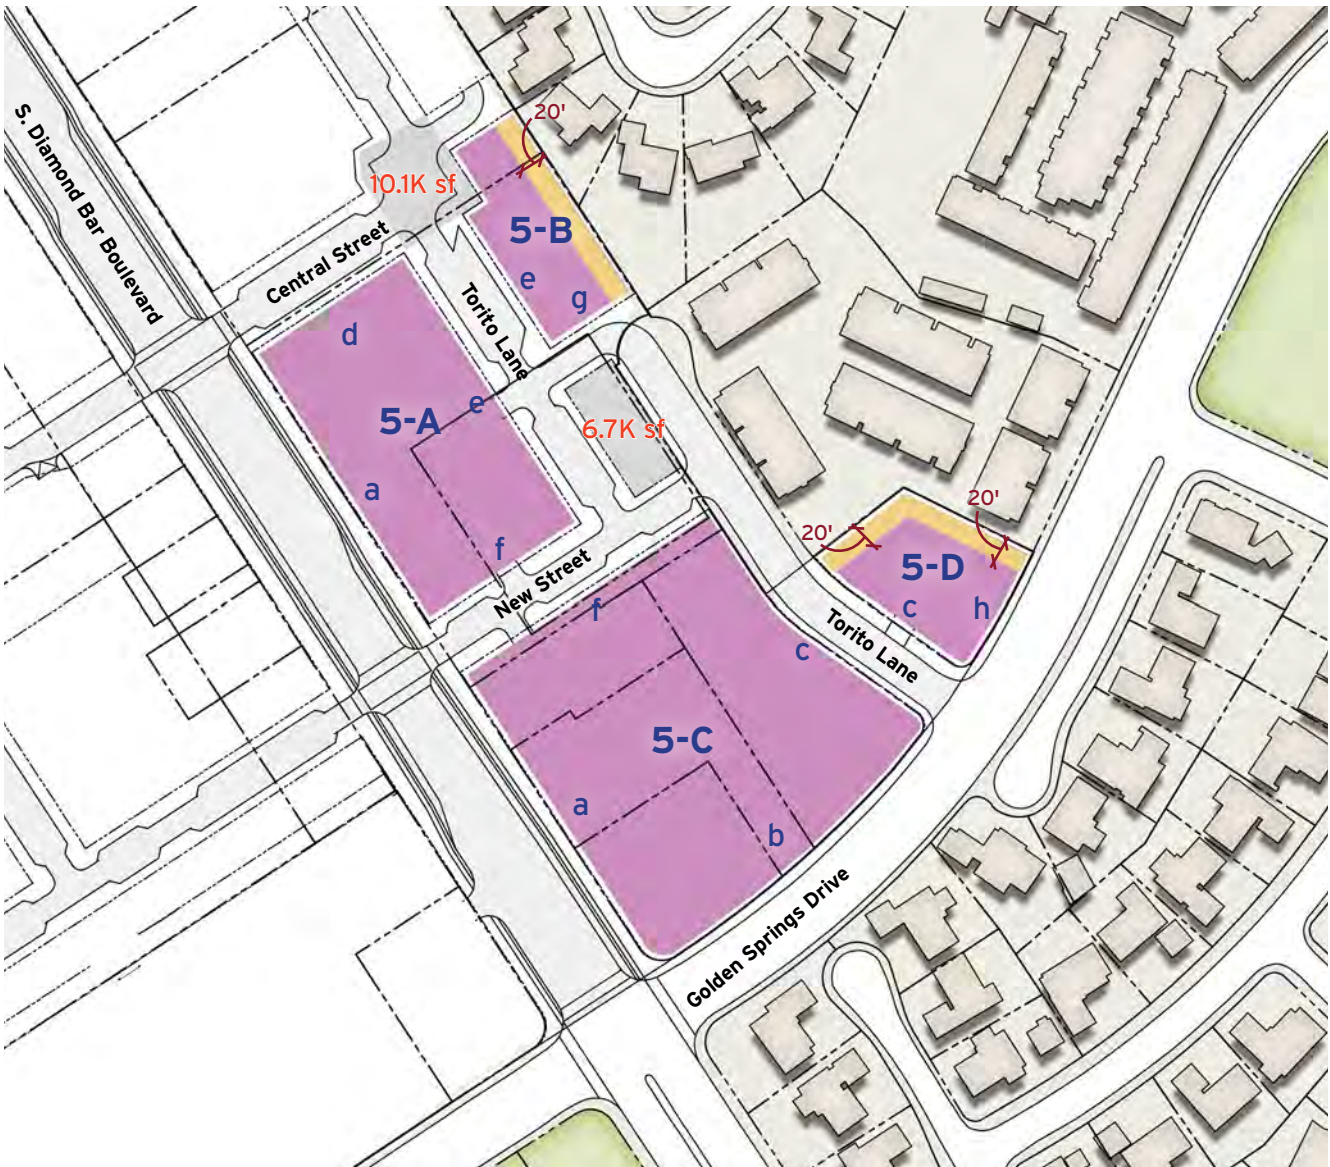 S. Diamond Bar Boulevard
20'
10.1K sf
5-B
Central Street
e
g
Torito Lane
d
e
5-A
6.7K sf
a
20'
20'
f
New Street
5-D
f
c
h
c
Torito Lane
5-C
a
b
Golden Springs Drive